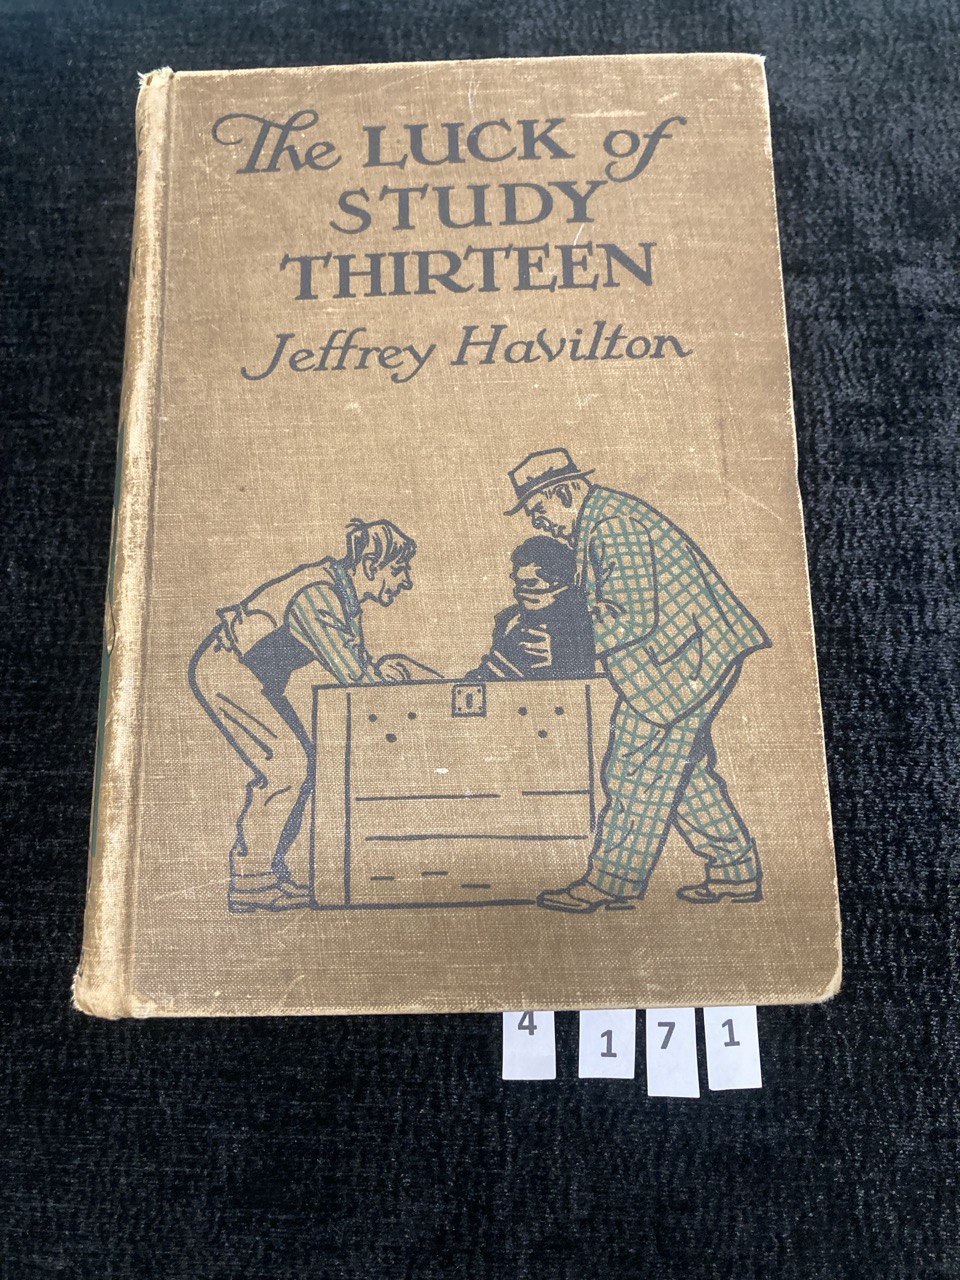 The LUCK of
STUDY
THIRTEEN
Jeffrey Havilton
4 1 7 1